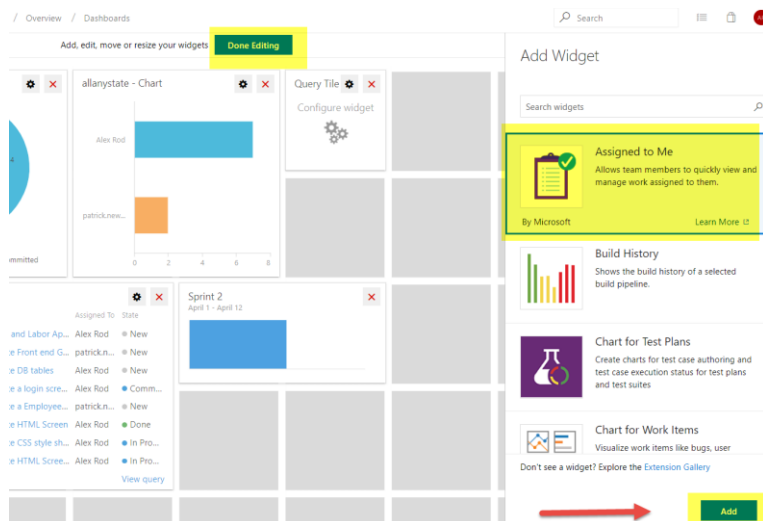 / Overview / Dashboards
Search
Add, edit, move or resize your widgets
Done Editing
Add Widget
Search widgets
allanystate - Chart
Alex Rod
patrick.new...
0 2 4 6 8
Query Tile
Configure widget
Assigned to Me
Allows team members to quickly view and
manage work assigned to them.
By Microsoft
Learn More
Build History
Shows the build history of a selected
build pipeline.
Chart for Test Plans
Create charts for test case authoring and
test case execution status for test plans
and test suites
Chart for Work Items
Visualize work items like bugs, user
Don't see a widget? Explore the Extension Gallery
Add
Assigned To State
and Labor Ap... Alex Rod New
Front end G... patrick.n... New
DB tables Alex Rod New
a login scre... Alex Rod Comm...
a Employee... patrick.n... New
HTML Screen Alex Rod Done
CSS style sh... Alex Rod In Pro...
HTML Scree... Alex Rod In Pro...
View query
Sprint 2
April 1 - April 12